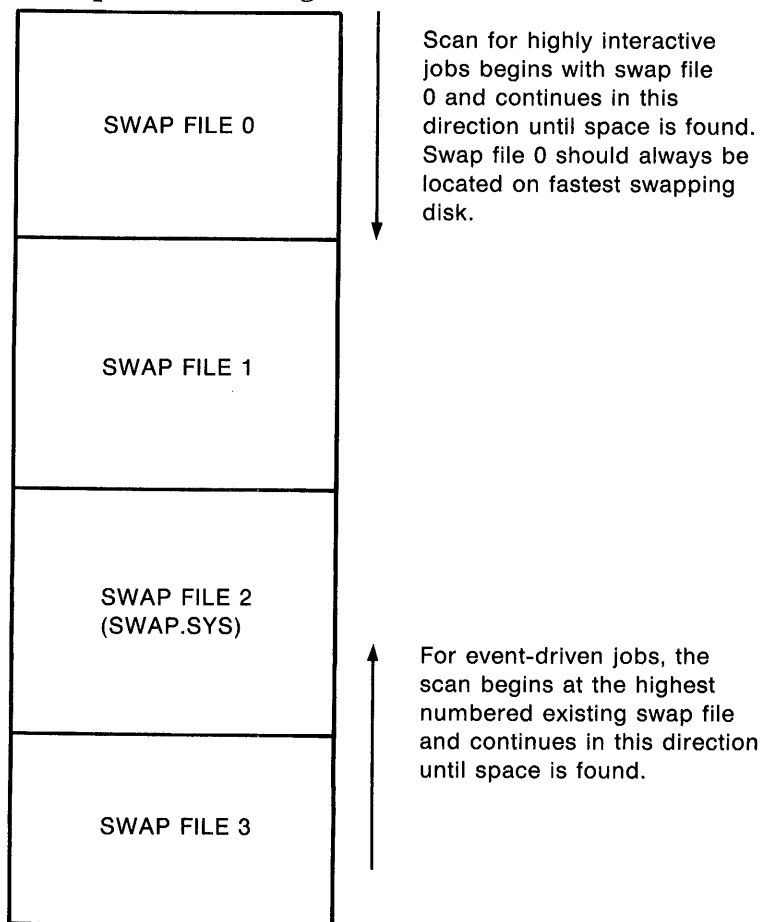 SWAP FILE 0
Scan for highly interactive
jobs begins with swap file
0 and continues in this
direction until space is found.
Swap file 0 should always be
located on fastest swapping
disk.
SWAP FILE 1
SWAP FILE 2
(SWAP.SYS)
For event-driven jobs, the
scan begins at the highest
numbered existing swap file
and continues in this direction
until space is found.
SWAP FILE 3